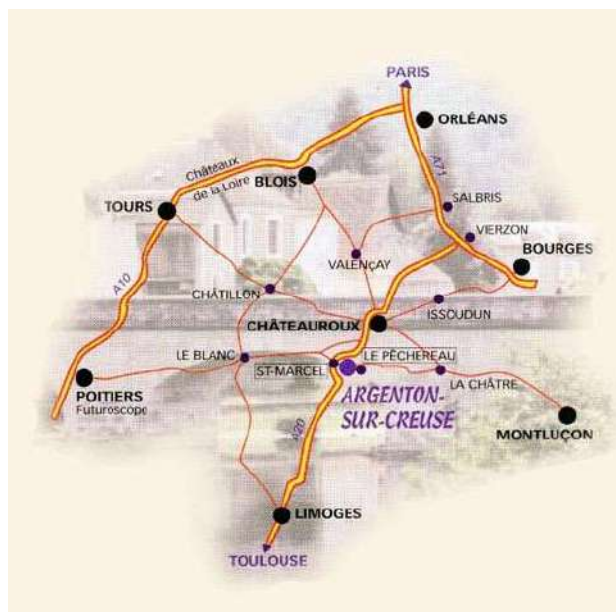 PARIS
ORLÉANS
A71
Châteaux
de la Loire
BLOIS
SALBRIS
TOURS
VIERZON
BOURGES
VALENÇAY
A10
CHÂTILLON
ISSOUDUN
CHÂTEAUROUX
LE BLANC
LE PÊCHEREAU
ST-MARCEL
LA CHÂTRE
POITIERS
Futuroscope
ARGENTON-
SUR-CREUSE
MONTLUÇON
A20
LIMOGES
TOULOUSE